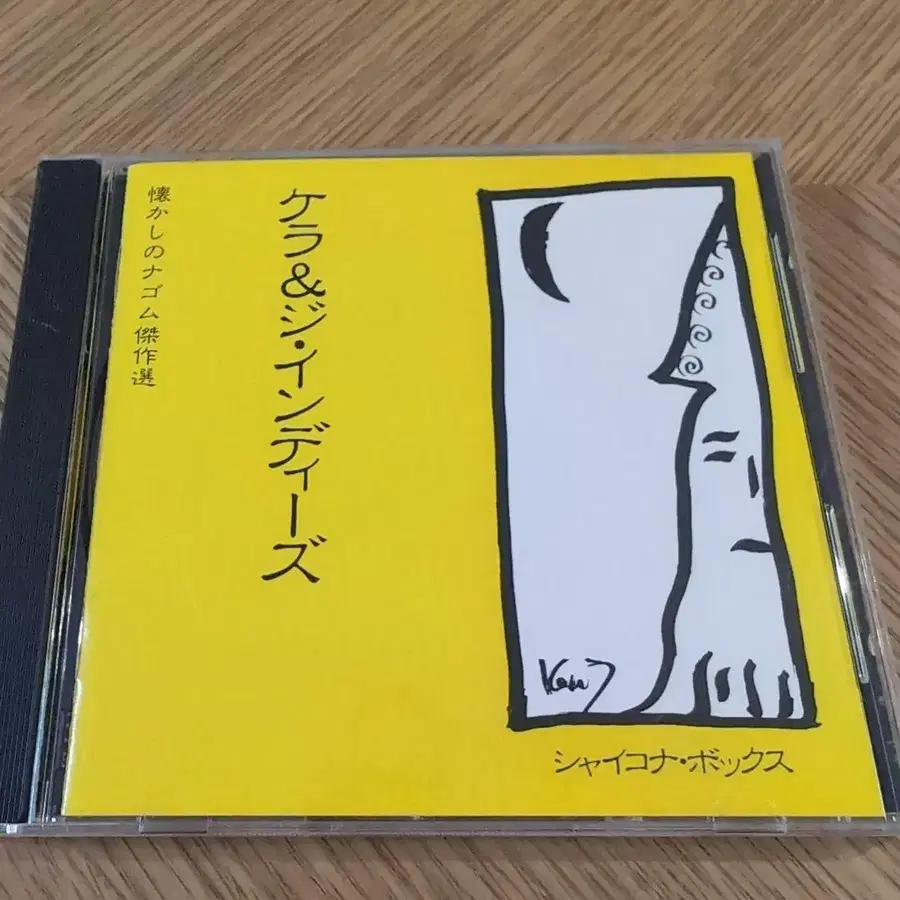 懐かしのナゴム傑作選
ケラ&ジ・インディーズ
シャイコナ・ボックス